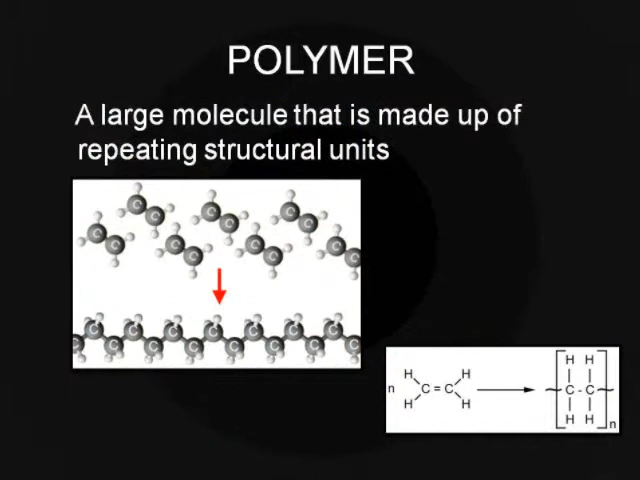 POLYMER
A large molecule that is made up of
repeating structural units
C C C C C C
C C C C C C C C
C C C C C C C C C C C C C C C
H H H H
n C = C ~ C - C ~
H H H H n